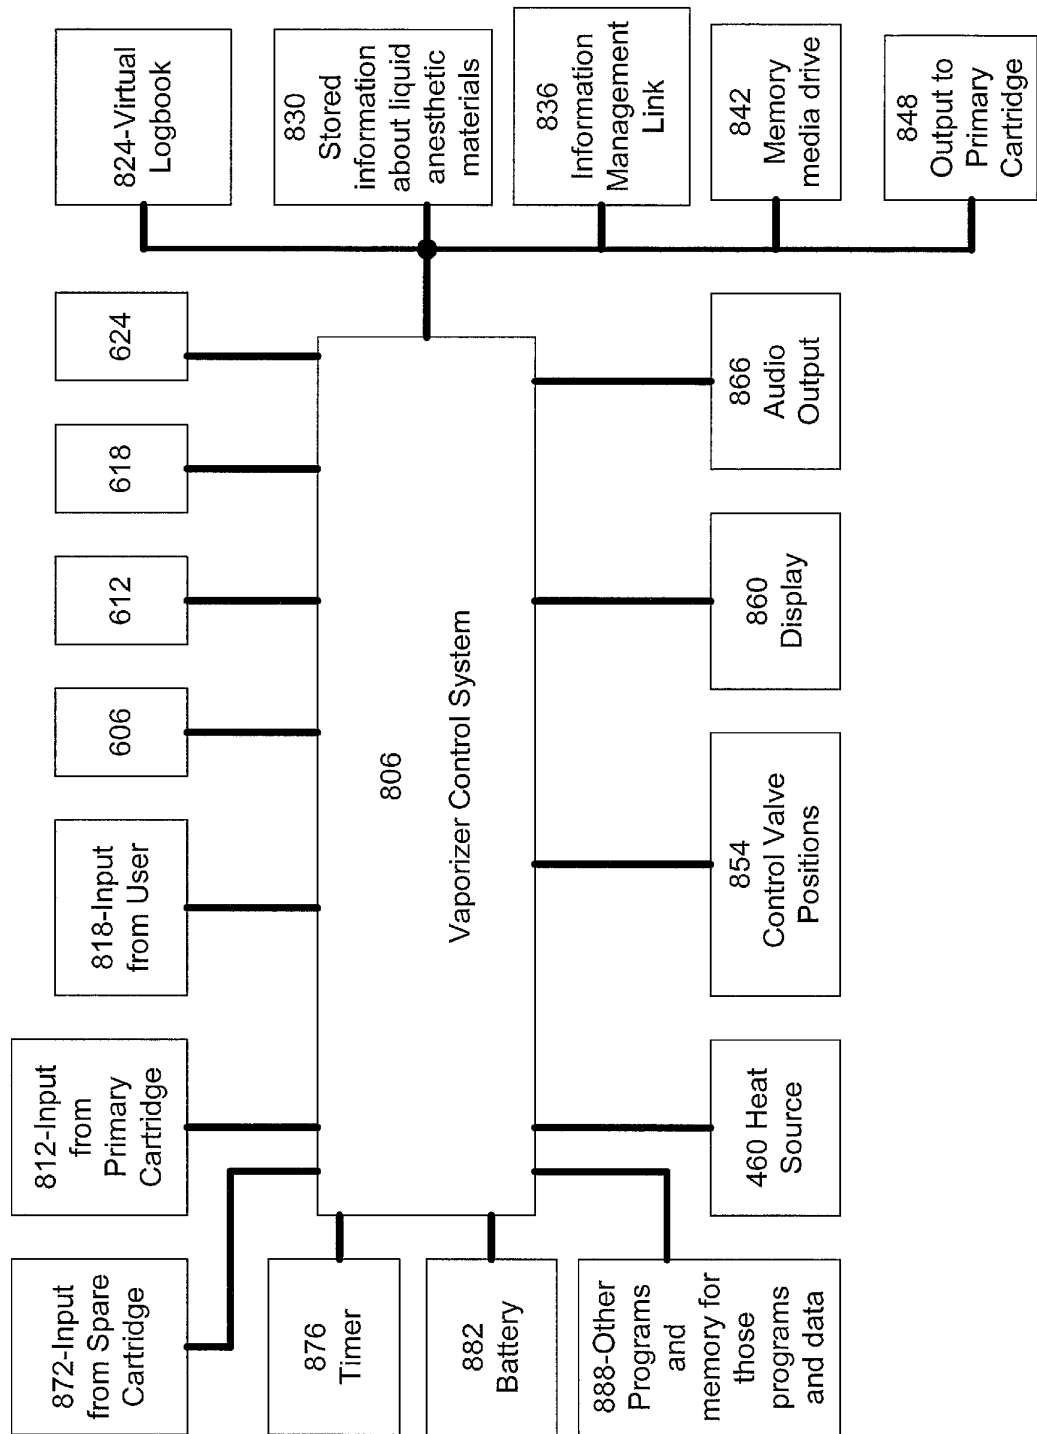 872-Input
from Spare
Cartridge
812-Input
from
Primary
Cartridge
818-Input
from User
606
612
618
624
824-Virtual
Logbook
876
Timer
882
Battery
806
Vaporizer Control System
830
Stored
information
about liquid
anesthetic
materials
836
Information
Management
Link
842
Memory
media drive
848
Output to
Primary
Cartridge
888-Other
Programs
and
memory for
those
programs
and data
460 Heat
Source
854
Control Valve
Positions
860
Display
866
Audio
Output